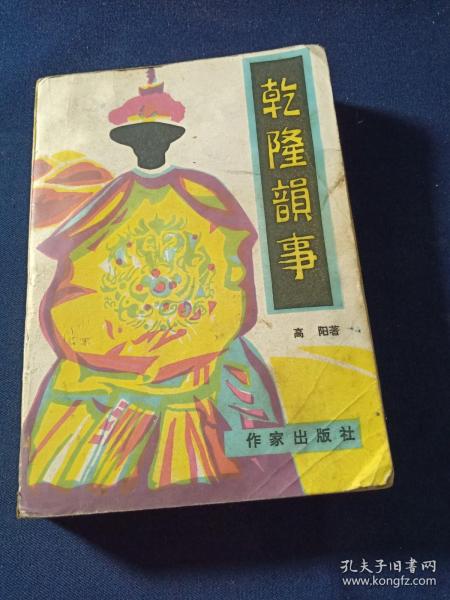 乾隆韻事
高 阳著
作家出版社
孔夫子旧书网
www.kongfz.com